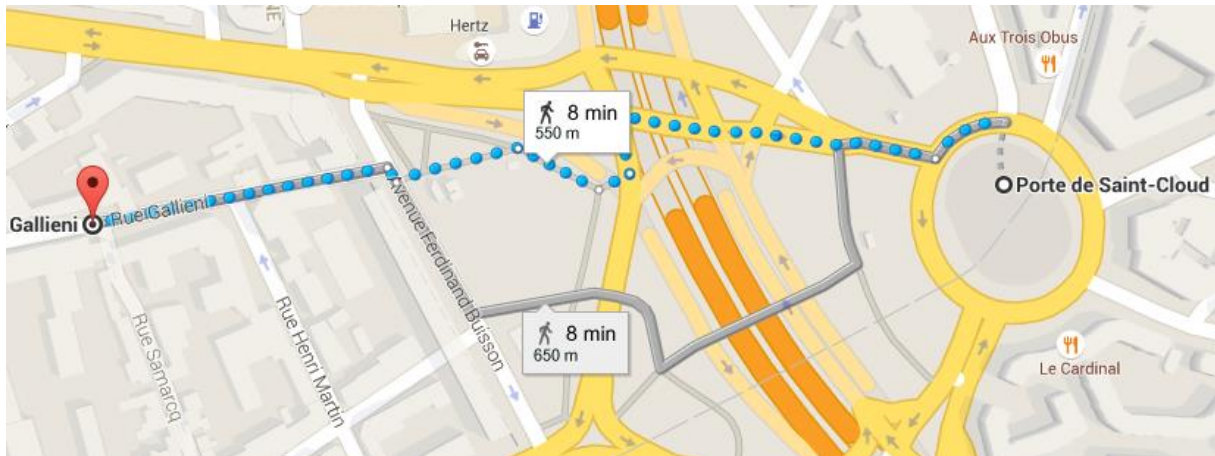 Hertz
Aux Trois Obus
8 min
550 m
Gallieni
Rue Gallieni
Porte de Saint-Cloud
Avenue Ferdinand Buisson
Rue Henri Martin
Rue Samarcq
8 min
650 m
Le Cardinal